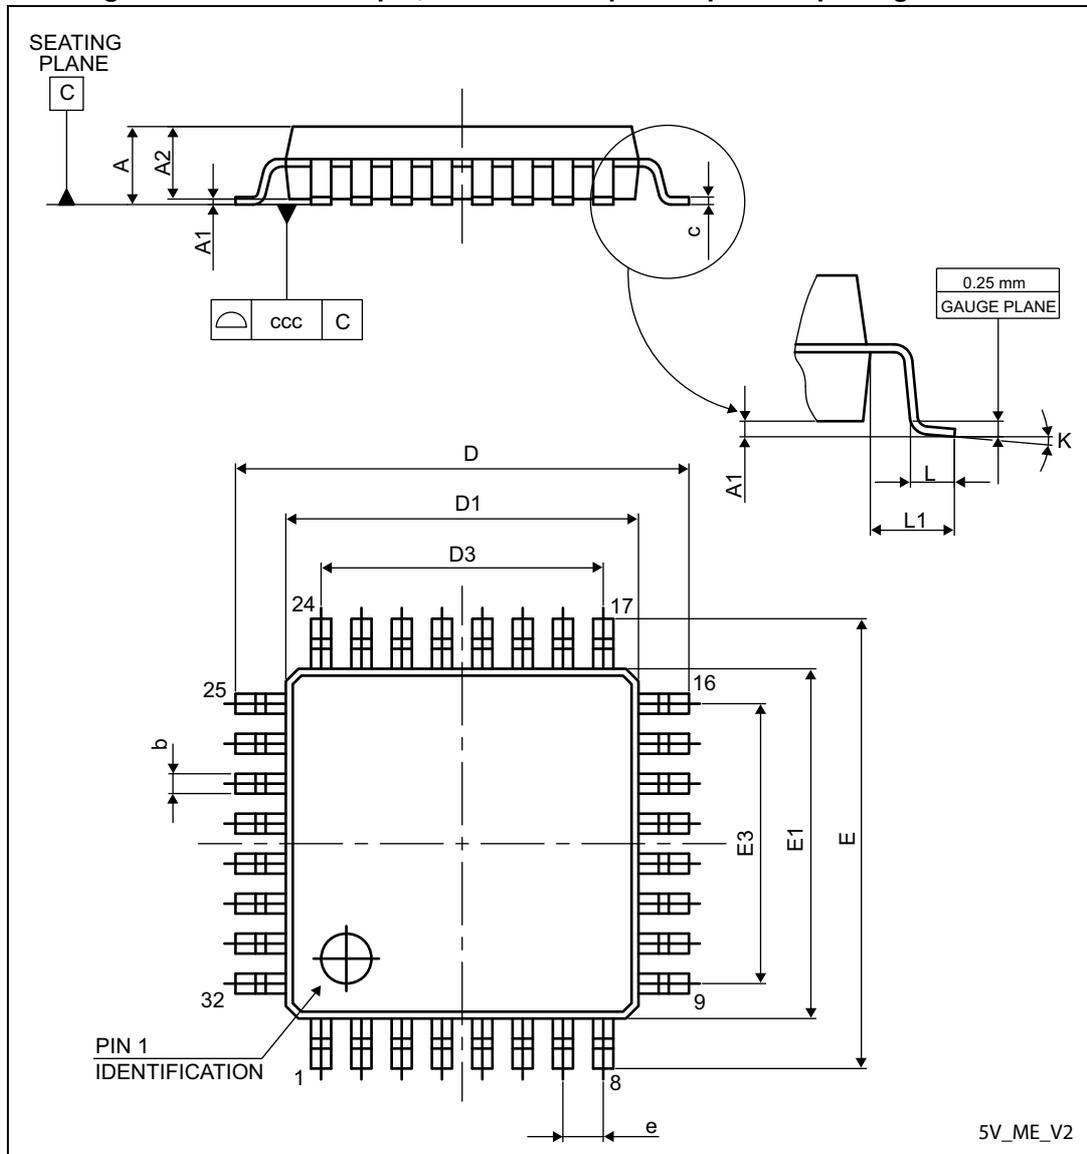 SEATING
PLANE
C
A
A2
A1
c
ccc
C
0.25 mm
GAUGE PLANE
A1
K
L
L1
D
D1
D3
24
17
25
16
b
E3
E1
E
32
9
PIN 1
IDENTIFICATION
1
8
e
5V_ME_V2